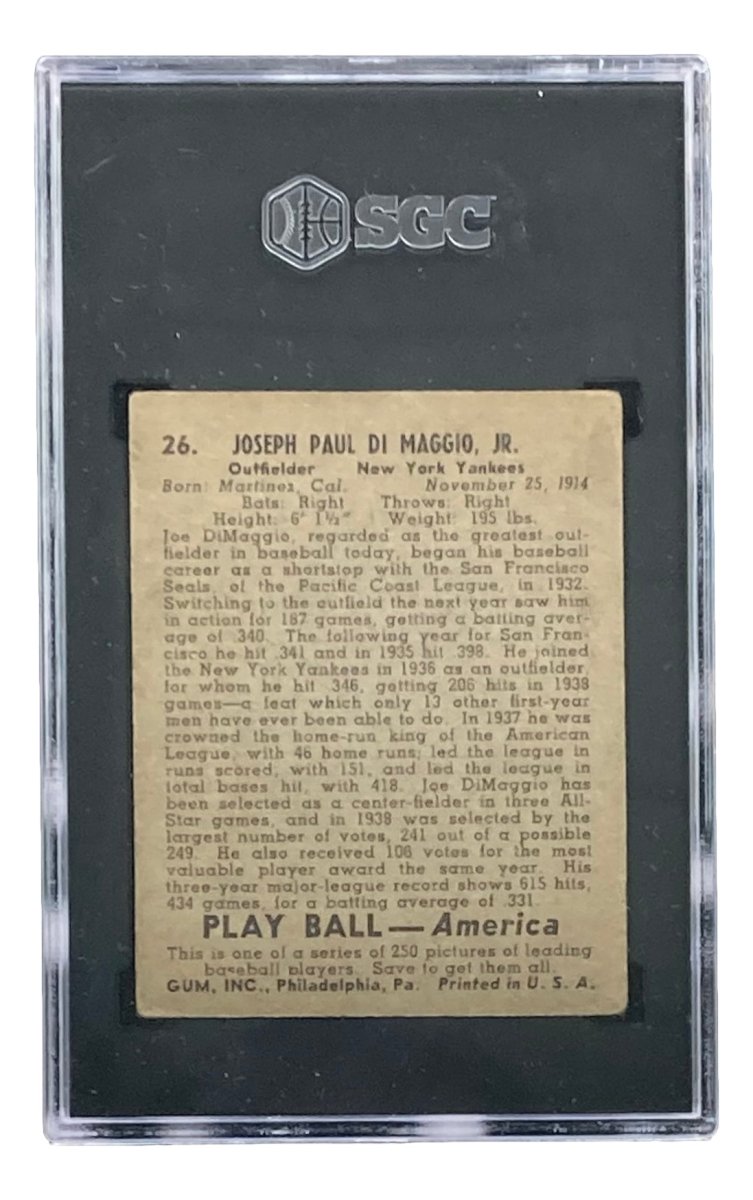 SGC
26. JOSEPH PAUL DI MAGGIO, JR.
Outfielder New York Yankees
Born: Martinez, Cal. November 25, 1914
Bats: Right Throws: Right
Height: 6' 1½" Weight: 195 lbs.
Joe DiMaggio, regarded as the greatest out-
fielder in baseball today, began his baseball
career as a shortstop with the San Francisco
Seals, of the Pacific Coast League, in 1932.
Switching to the outfield the next year saw him
in action for 187 games, getting a batting aver-
age of .340. The following year for San Fran-
cisco he hit .341 and in 1935 hit .398. He joined
the New York Yankees in 1936 as an outfielder,
for whom he hit .346, getting 206 hits in 1938
games—a feat which only 13 other first-year
men have ever been able to do. In 1937 he was
crowned the home-run king of the American
League, with 46 home runs; led the league in
runs scored, with 151, and led the league in
total bases hit, with 418. Joe DiMaggio has
been selected as a center-fielder in three All-
Star games, and in 1938 was selected by the
largest number of votes, 241 out of a possible
249. He also received 106 votes for the most
valuable player award the same year. His
three-year major-league record shows 615 hits,
434 games, for a batting average of .331.
PLAY BALL—America
This is one of a series of 250 pictures of leading
baseball players. Save to get them all.
GUM, INC., Philadelphia, Pa. Printed in U. S. A.